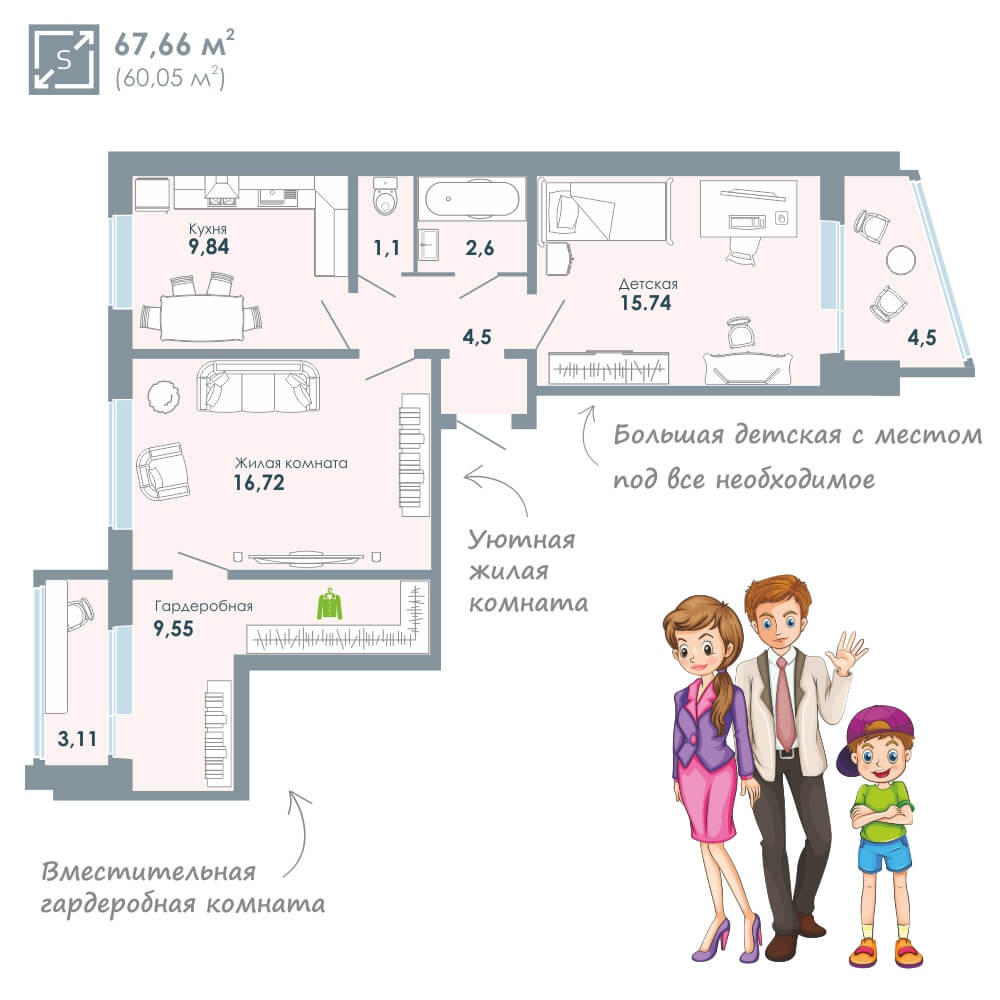 S
67,66 м²
(60,05 м²)
Кухня
9,84
1,1
2,6
Детская
15.74
4,5
4,5
Жилая комната
16,72
Большая детская с местом
под все необходимое
Уютная
жилая
комната
Гардеробная
9,55
3,11
Вместительная
гардеробная комната